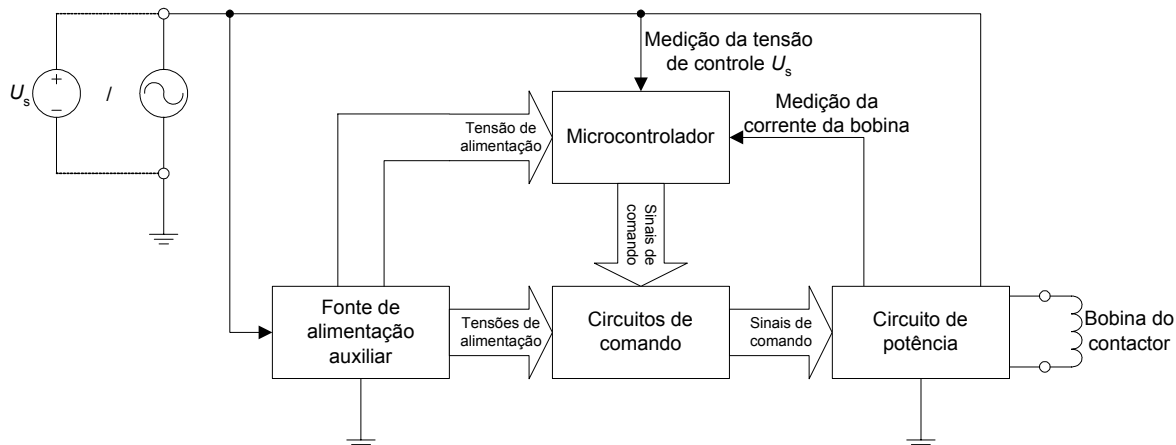 Medição da tensão
de controle Us
Us
+
−
/
Medição da
corrente da bobina
Tensão de
alimentação
Microcontrolador
Sinais de
comando
Fonte de
alimentação
auxiliar
Tensões de
alimentação
Circuitos de
comando
Sinais de
comando
Circuito de
potência
Bobina do
contactor